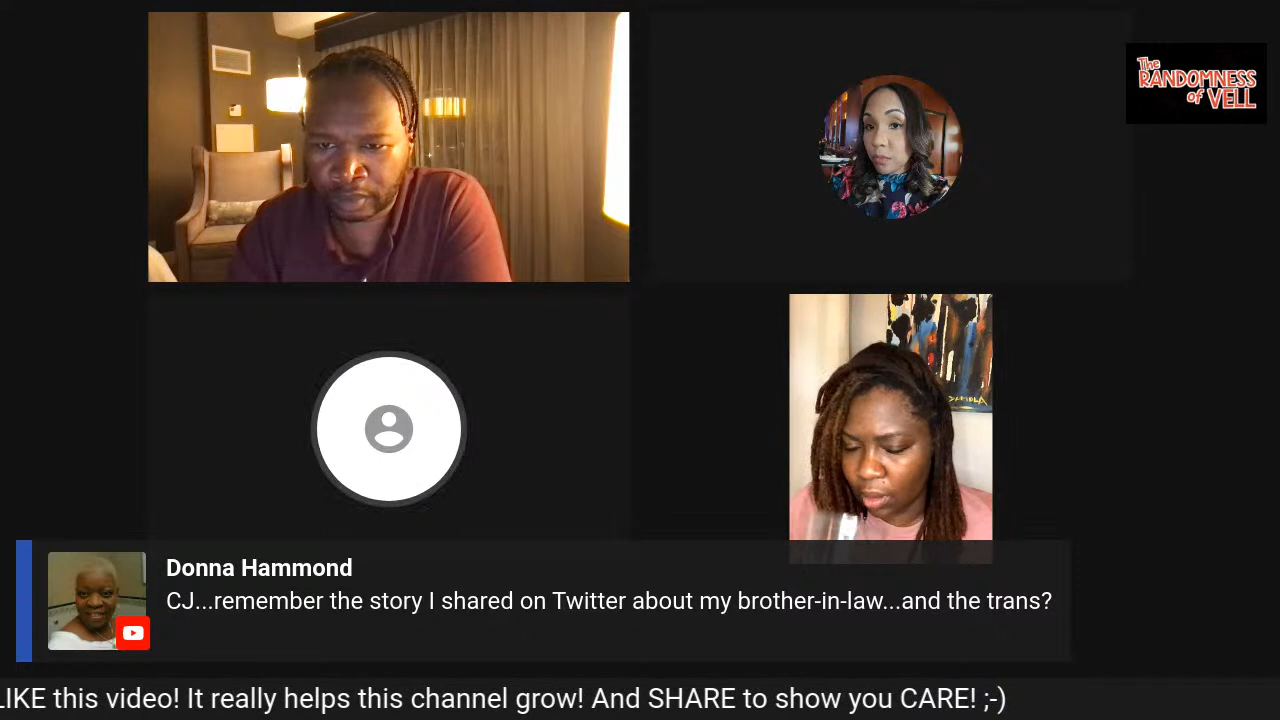 The
RANDOMNESS
of VELL
DAMOLA
Donna Hammond
CJ...remember the story I shared on Twitter about my brother-in-law...and the trans?
LIKE this video! It really helps this channel grow! And SHARE to show you CARE! ;-)